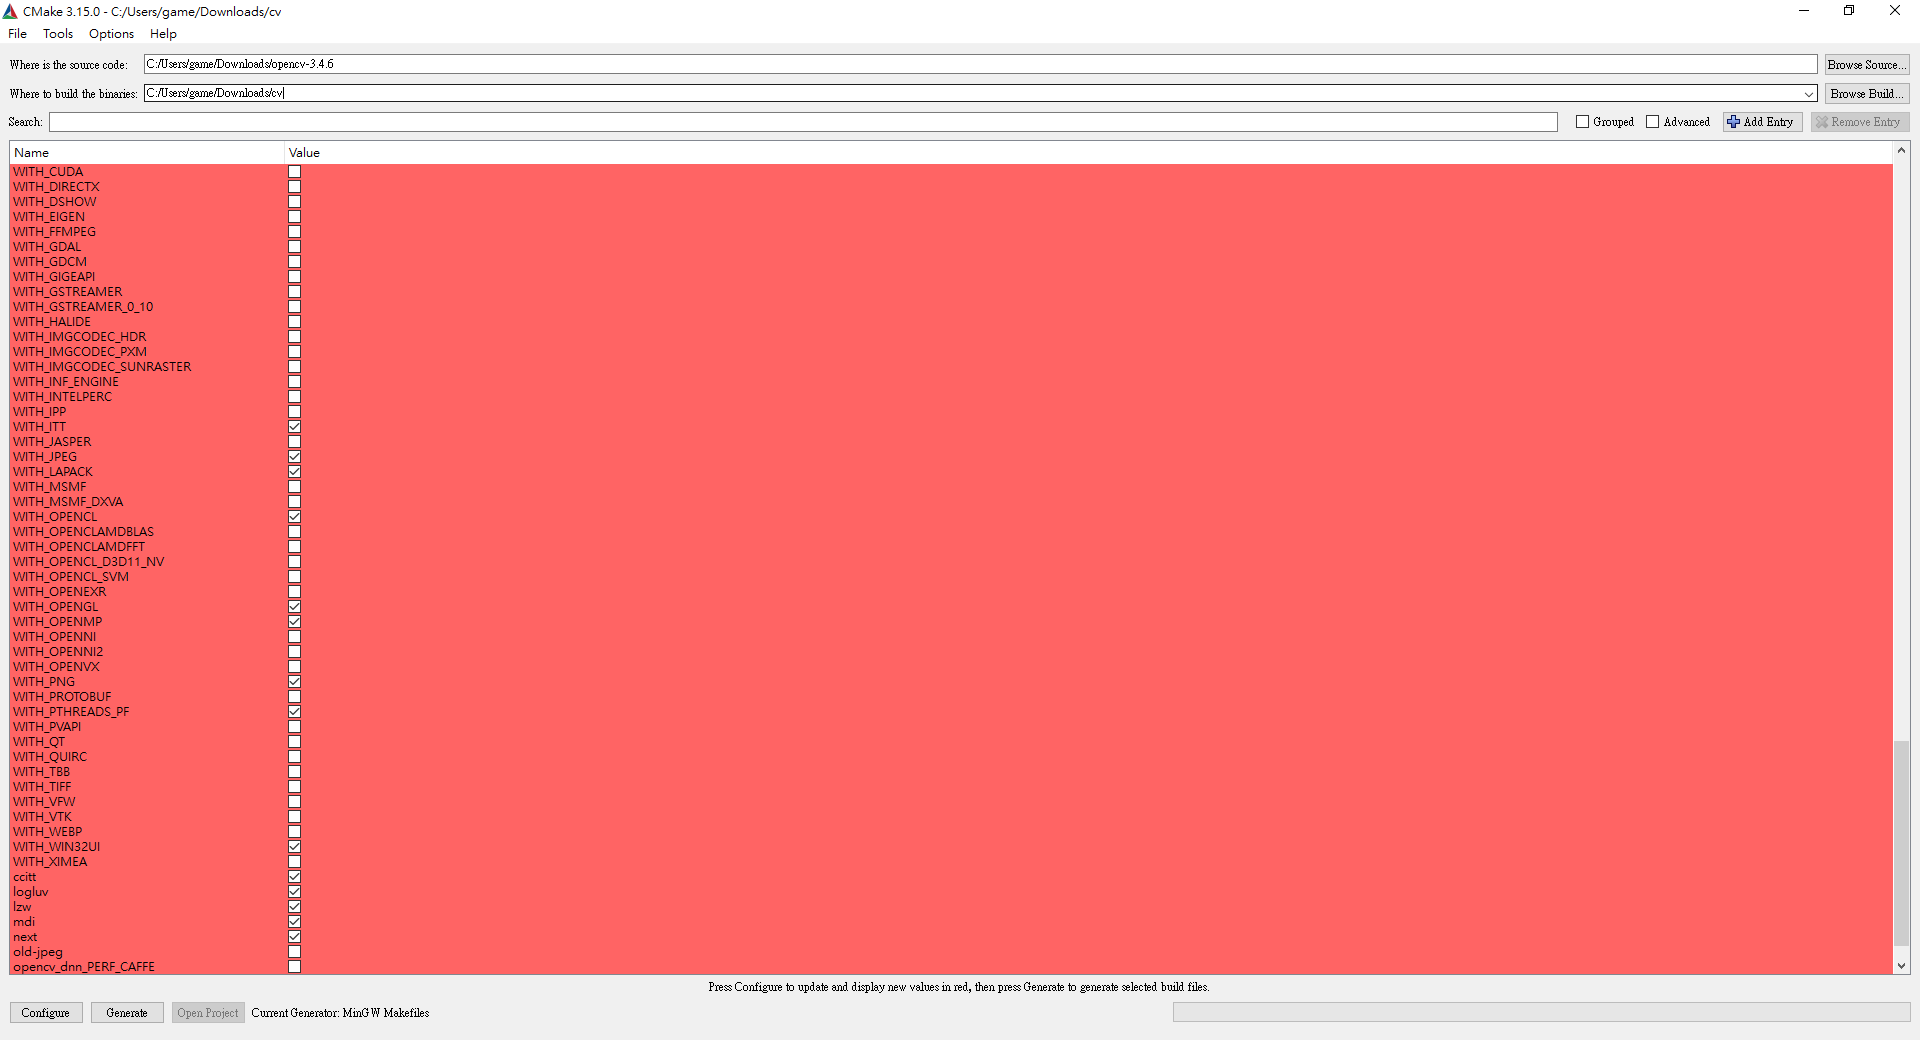 CMake 3.15.0 - C:/Users/game/Downloads/cv
File Tools Options Help
Where is the source code: C:/Users/game/Downloads/opencv-3.4.6 Browse Source...
Where to build the binaries: C:/Users/game/Downloads/cv Browse Build...
Search: Grouped Advanced Add Entry Remove Entry
Name Value
WITH_CUDA
WITH_DIRECTX
WITH_DSHOW
WITH_EIGEN
WITH_FFMPEG
WITH_GDAL
WITH_GDCM
WITH_GIGEAPI
WITH_GSTREAMER
WITH_GSTREAMER_0_10
WITH_HALIDE
WITH_IMGCODEC_HDR
WITH_IMGCODEC_PXM
WITH_IMGCODEC_SUNRASTER
WITH_INF_ENGINE
WITH_INTELPERC
WITH_IPP
WITH_ITT
WITH_JASPER
WITH_JPEG
WITH_LAPACK
WITH_MSMF
WITH_MSMF_DXVA
WITH_OPENCL
WITH_OPENCLAMDBLAS
WITH_OPENCLAMDFFT
WITH_OPENCL_D3D11_NV
WITH_OPENCL_SVM
WITH_OPENEXR
WITH_OPENGL
WITH_OPENMP
WITH_OPENNI
WITH_OPENNI2
WITH_OPENVX
WITH_PNG
WITH_PROTOBUF
WITH_PTHREADS_PF
WITH_PVAPI
WITH_QT
WITH_QUIRC
WITH_TBB
WITH_TIFF
WITH_VFW
WITH_VTK
WITH_WEBP
WITH_WIN32UI
WITH_XIMEA
ccitt
logluv
lzw
mdi
next
old-jpeg
opencv_dnn_PERF_CAFFE
Press Configure to update and display new values in red, then press Generate to generate selected build files.
Configure Generate Open Project Current Generator: MinGW Makefiles